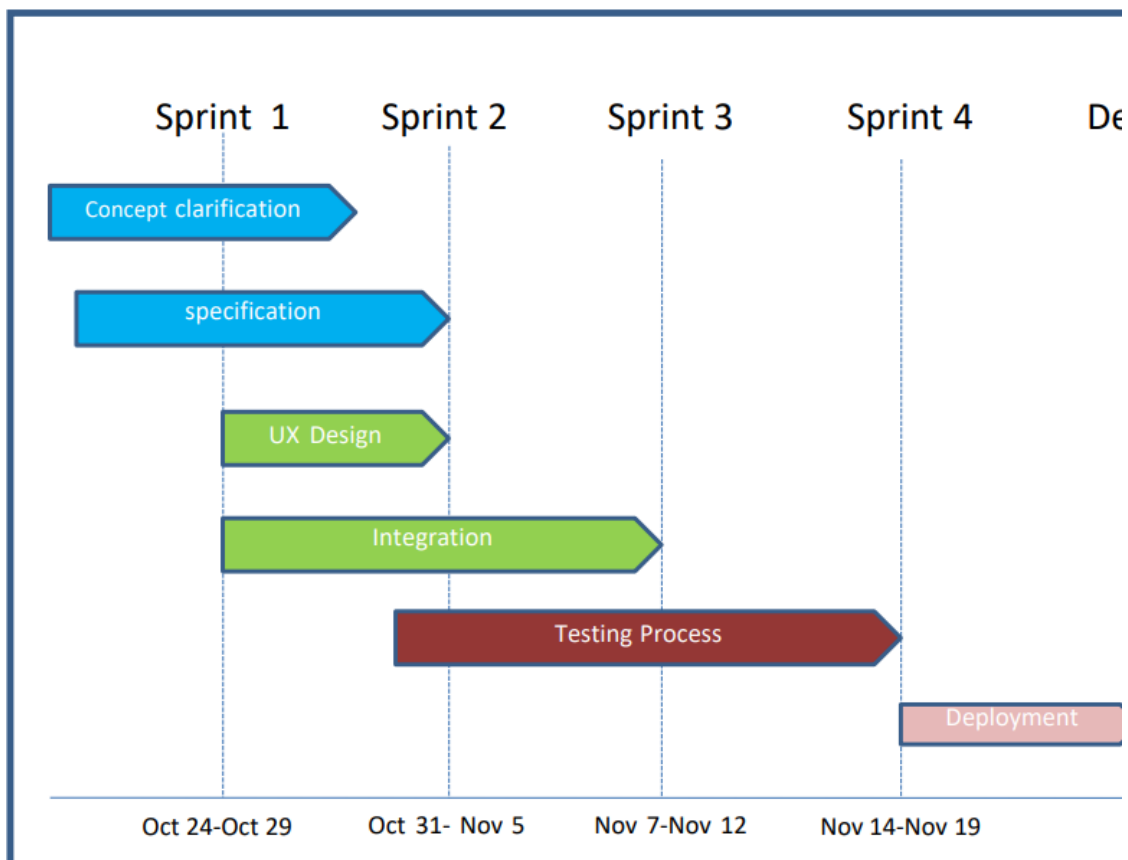 Sprint 1 Sprint 2 Sprint 3 Sprint 4 De
Concept clarification
specification
UX Design
Integration
Testing Process
Deployment
Oct 24-Oct 29 Oct 31- Nov 5 Nov 7-Nov 12 Nov 14-Nov 19